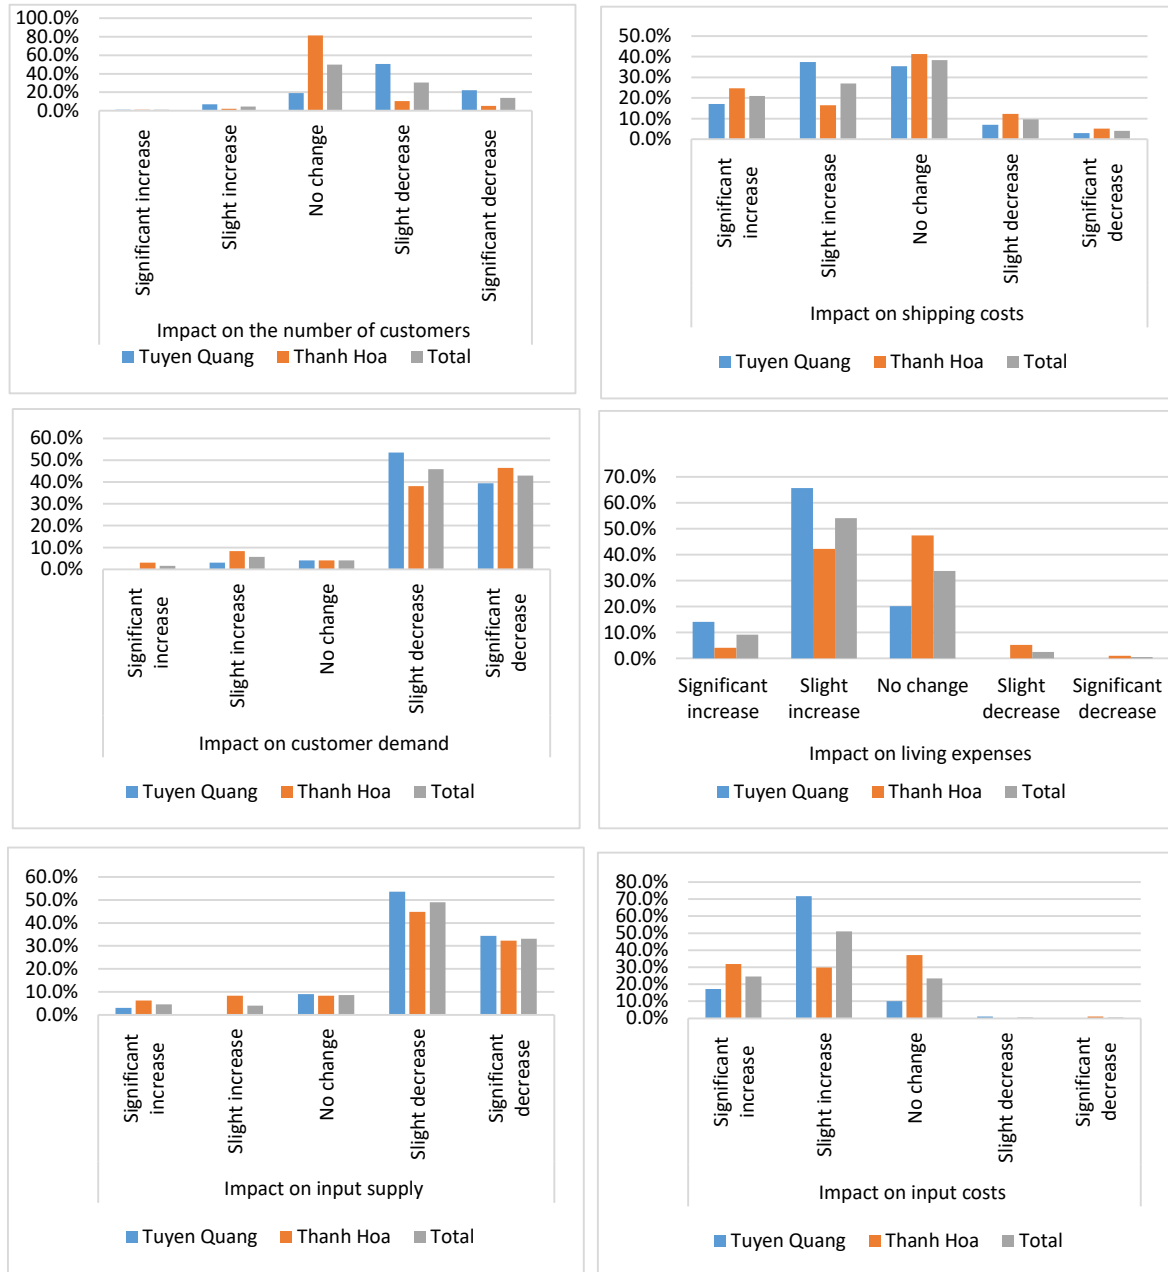 100.0%
80.0%
60.0%
40.0%
20.0%
0.0%
Significant increase
Slight increase
No change
Slight decrease
Significant decrease
Impact on the number of customers
Tuyen Quang Thanh Hoa Total
50.0%
40.0%
30.0%
20.0%
10.0%
0.0%
Significant
increase
Slight increase
No change
Slight decrease
Significant
decrease
Impact on shipping costs
Tuyen Quang Thanh Hoa Total
60.0%
50.0%
40.0%
30.0%
20.0%
10.0%
0.0%
Significant
increase
Slight increase
No change
Slight decrease
Significant
decrease
Impact on customer demand
Tuyen Quang Thanh Hoa Total
70.0%
60.0%
50.0%
40.0%
30.0%
20.0%
10.0%
0.0%
Significant
increase
Slight
increase
No change
Slight
decrease
Significant
decrease
Impact on living expenses
Tuyen Quang Thanh Hoa Total
60.0%
50.0%
40.0%
30.0%
20.0%
10.0%
0.0%
Significant
increase
Slight increase
No change
Slight decrease
Significant
decrease
Impact on input supply
Tuyen Quang Thanh Hoa Total
80.0%
70.0%
60.0%
50.0%
40.0%
30.0%
20.0%
10.0%
0.0%
Significant
increase
Slight increase
No change
Slight decrease
Significant
decrease
Impact on input costs
Tuyen Quang Thanh Hoa Total